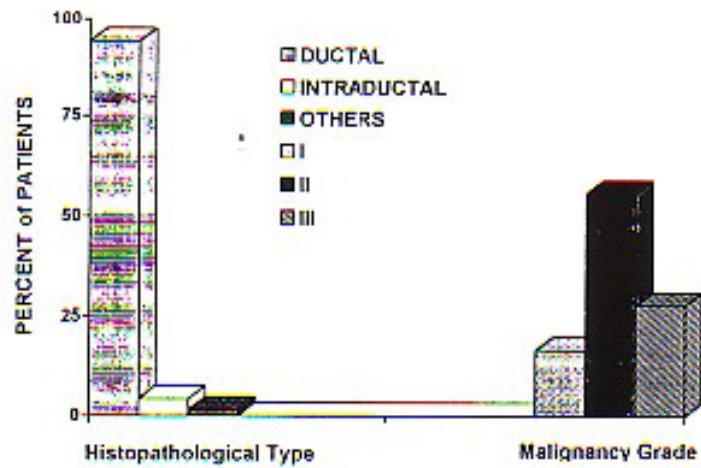 100
75
50
25
0
PERCENT of PATIENTS
DUCTAL
INTRADUCTAL
OTHERS
I
II
III
Histopathological Type
Malignancy Grade